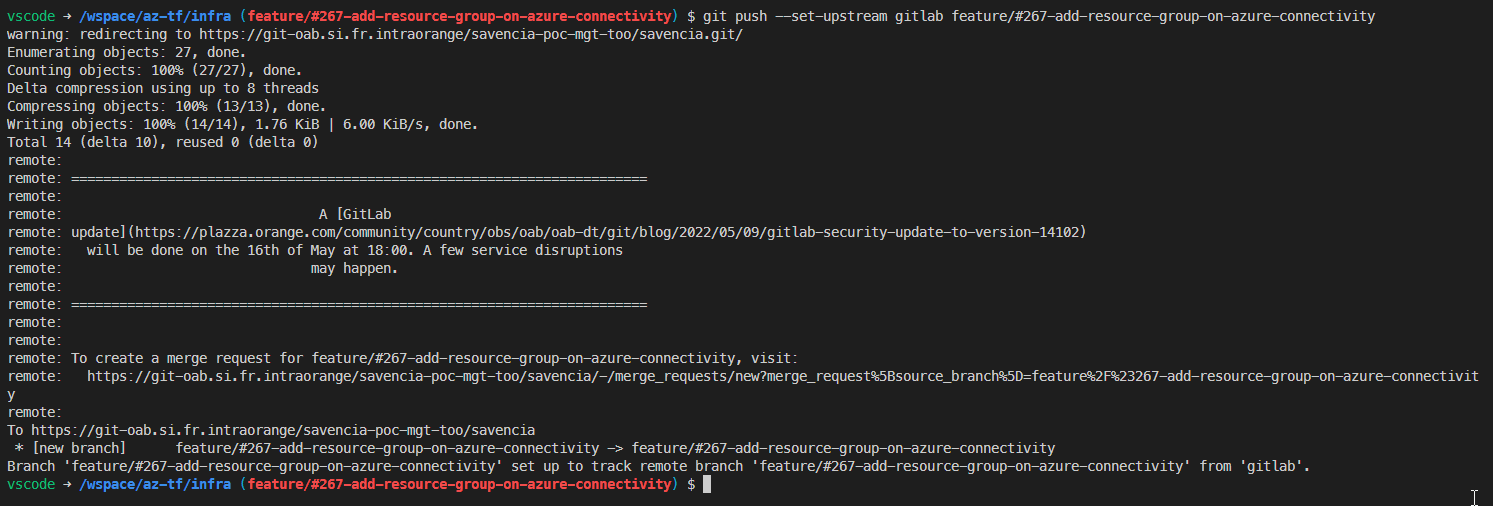 vscode → /wspace/az-tf/infra (feature/#267-add-resource-group-on-azure-connectivity) $ git push --set-upstream gitlab feature/#267-add-resource-group-on-azure-connectivity
warning: redirecting to https://git-oab.si.fr.intraorange/savencia-poc-mgt-too/savencia.git/
Enumerating objects: 27, done.
Counting objects: 100% (27/27), done.
Delta compression using up to 8 threads
Compressing objects: 100% (13/13), done.
Writing objects: 100% (14/14), 1.76 KiB | 6.00 KiB/s, done.
Total 14 (delta 10), reused 0 (delta 0)
remote:
remote: ========================================================================
remote:
remote:                                A [GitLab
remote: update](https://plazza.orange.com/community/country/obs/oab/oab-dt/git/blog/2022/05/09/gitlab-security-update-to-version-14102)
remote:   will be done on the 16th of May at 18:00. A few service disruptions
remote:                               may happen.
remote:
remote: ========================================================================
remote:
remote:
remote: To create a merge request for feature/#267-add-resource-group-on-azure-connectivity, visit:
remote:   https://git-oab.si.fr.intraorange/savencia-poc-mgt-too/savencia/-/merge_requests/new?merge_request%5Bsource_branch%5D=feature%2F%23267-add-resource-group-on-azure-connectivit
y
remote:
To https://git-oab.si.fr.intraorange/savencia-poc-mgt-too/savencia
 * [new branch]      feature/#267-add-resource-group-on-azure-connectivity -> feature/#267-add-resource-group-on-azure-connectivity
Branch 'feature/#267-add-resource-group-on-azure-connectivity' set up to track remote branch 'feature/#267-add-resource-group-on-azure-connectivity' from 'gitlab'.
vscode → /wspace/az-tf/infra (feature/#267-add-resource-group-on-azure-connectivity) $